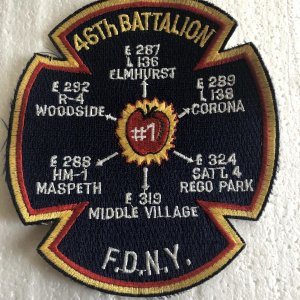 46Th BATTALION
E 287
L 136
ELMHURST
E 292
R-4
WOODSIDE
E 289
L 138
CORONA
#1
E 288
HM-1
MASPETH
E 324
SATT. 4
REGO PARK
E 319
MIDDLE VILLAGE
F.D.N.Y.